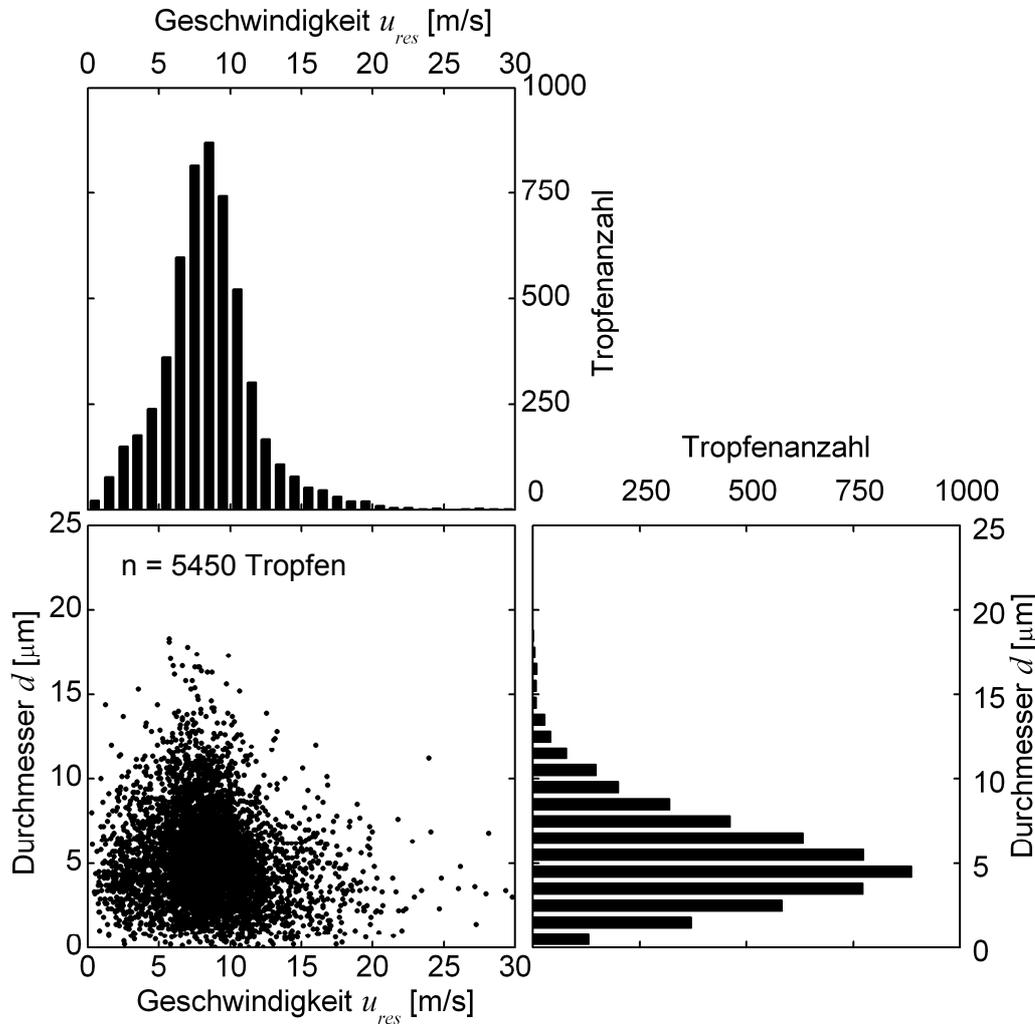 Geschwindigkeit u_res [m/s]
0 5 10 15 20 25 30
1000
750
500
250
Tropfenanzahl
Tropfenanzahl
0 250 500 750 1000
n = 5450 Tropfen
25
20
15
10
5
0
Durchmesser d [µm]
0 5 10 15 20 25 30
Geschwindigkeit u_res [m/s]
25
20
15
10
5
0
Durchmesser d [µm]